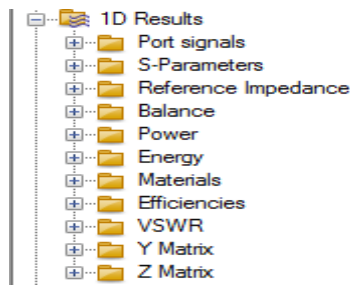 1D Results
Port signals
S-Parameters
Reference Impedance
Balance
Power
Energy
Materials
Efficiencies
VSWR
Y Matrix
Z Matrix